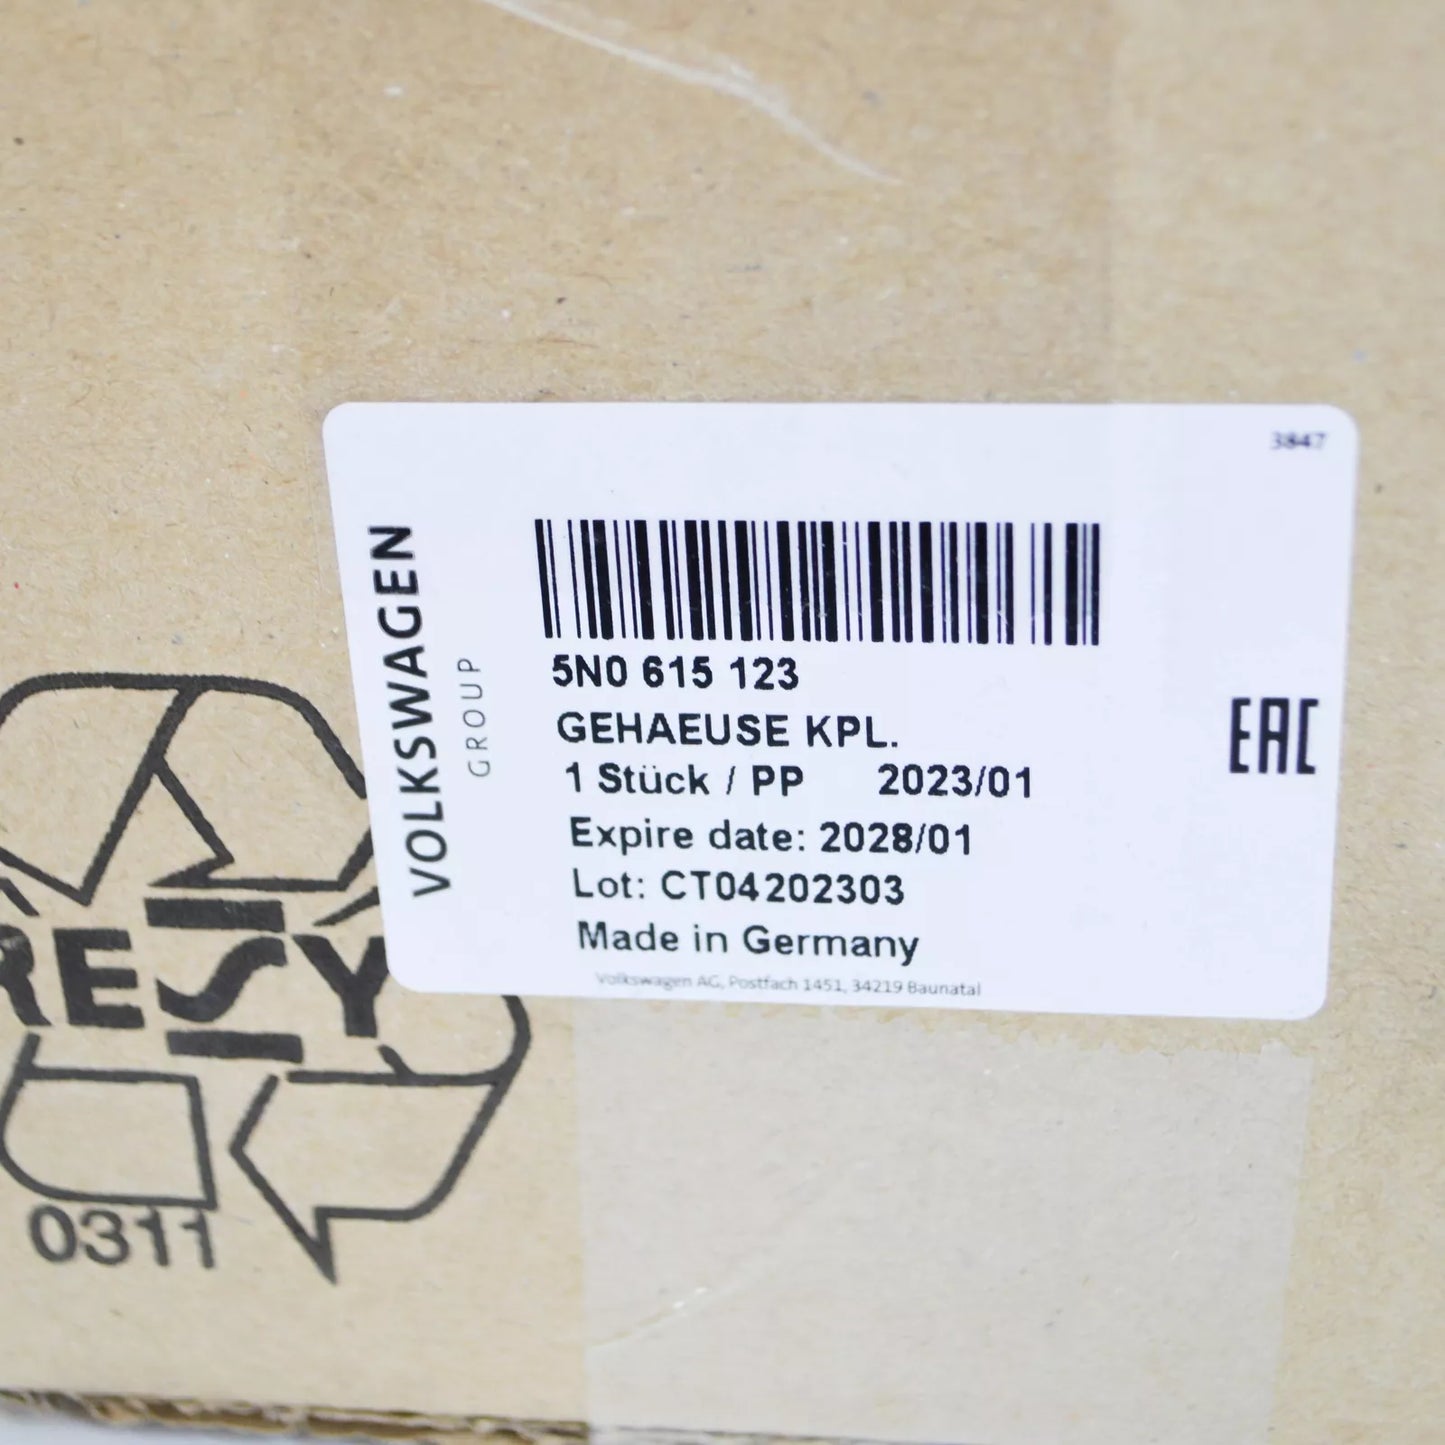 3847
VOLKSWAGEN
GROUP
5N0 615 123
GEHAEUSE KPL.
1 Stück / PP 2023/01
EAC
Expire date: 2028/01
Lot: CT04202303
Made in Germany
Volkswagen AG, Postfach 1451, 34219 Baunatal
RESY
0311